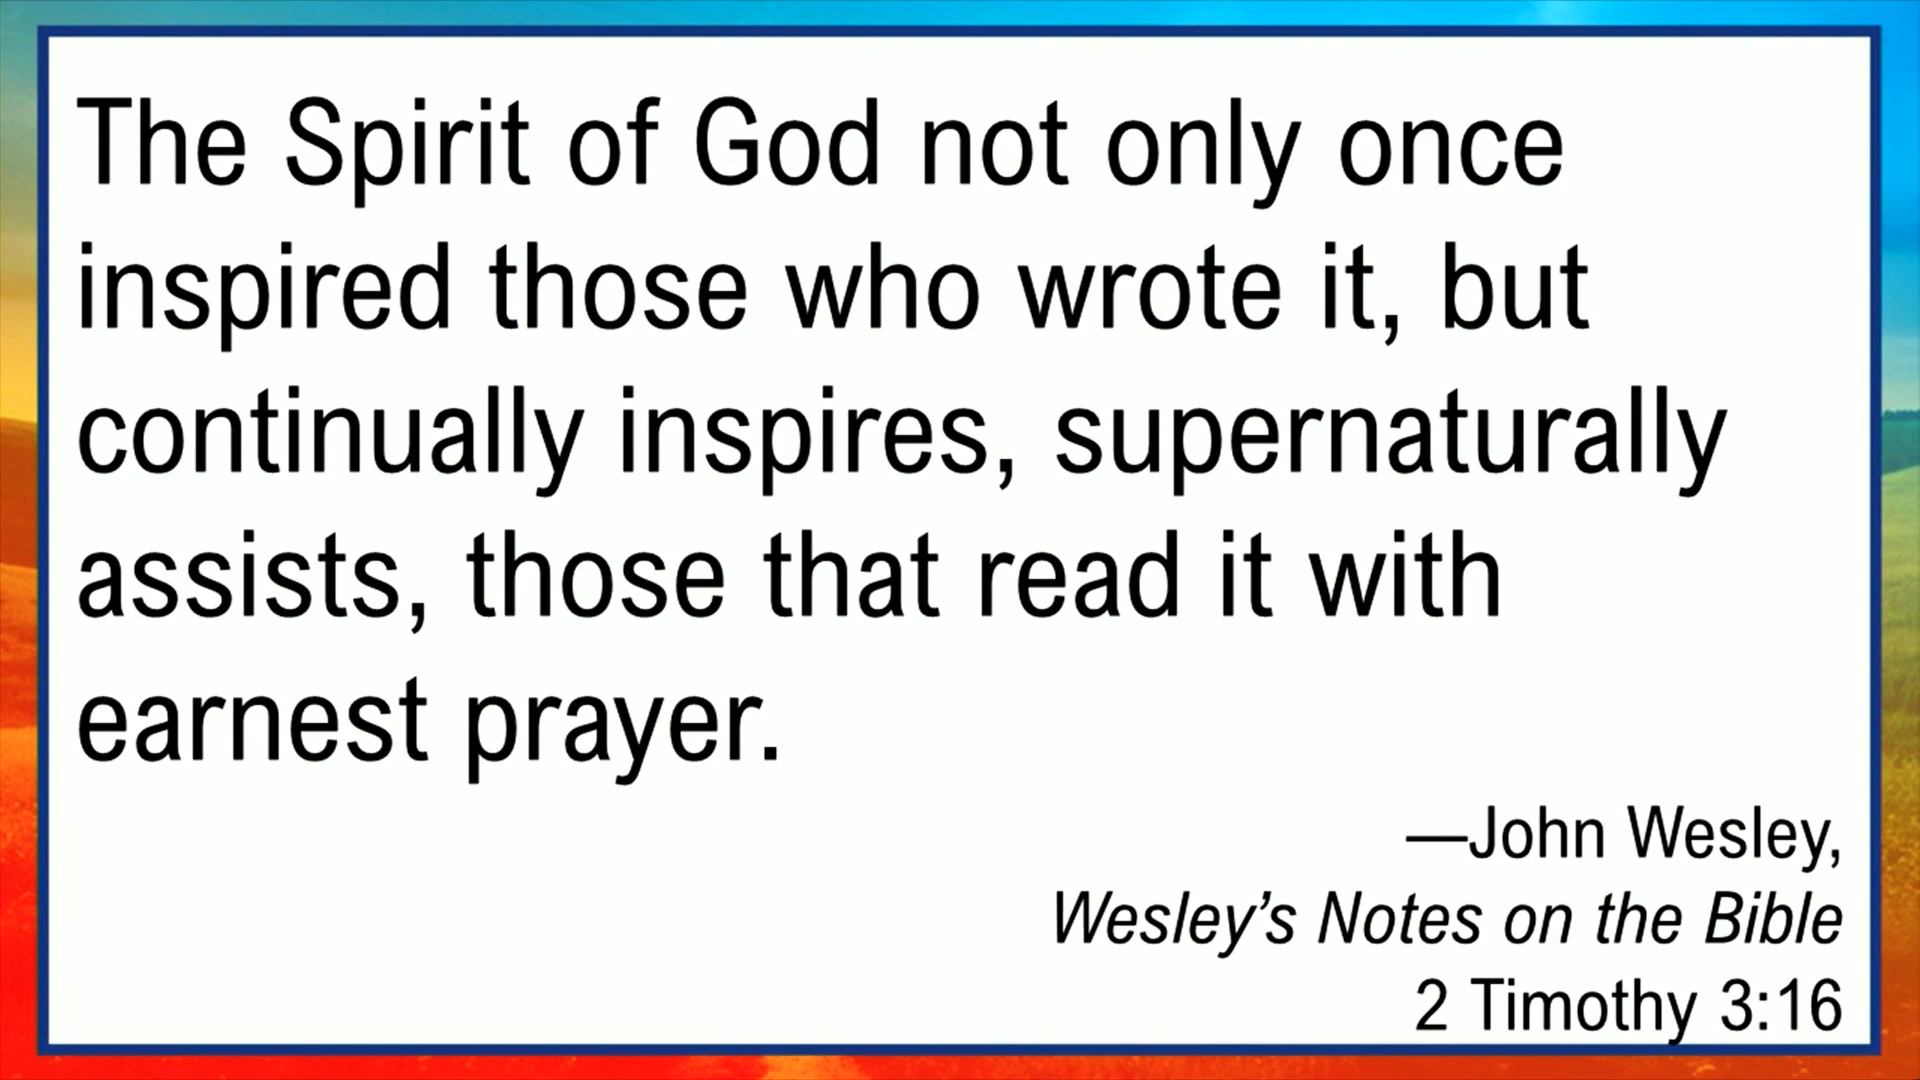 The Spirit of God not only once
inspired those who wrote it, but
continually inspires, supernaturally
assists, those that read it with
earnest prayer.
—John Wesley,
Wesley’s Notes on the Bible
2 Timothy 3:16